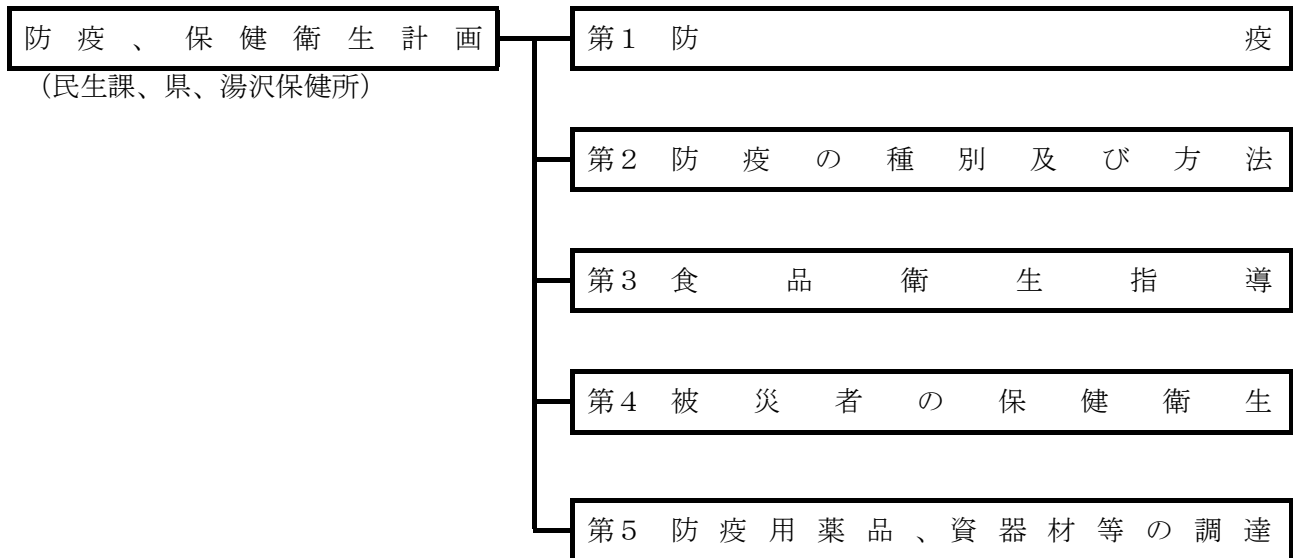 防疫、保健衛生計画
（民生課、県、湯沢保健所）
第１　防疫
第２　防疫の種別及び方法
第３　食品衛生指導
第４　被災者の保健衛生
第５　防疫用薬品、資器材等の調達